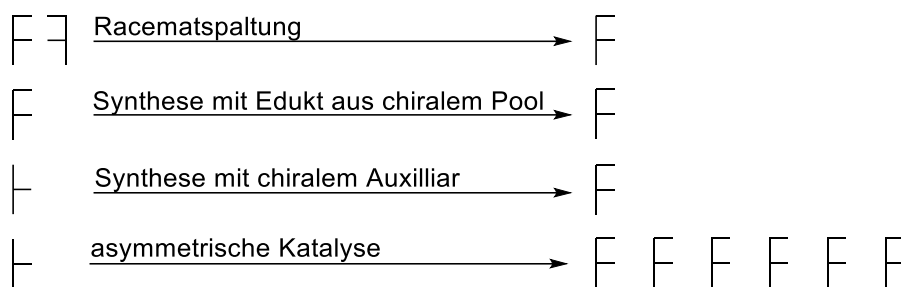 Racematspaltung
Synthese mit Edukt aus chiralem Pool
Synthese mit chiralem Auxilliar
asymmetrische Katalyse